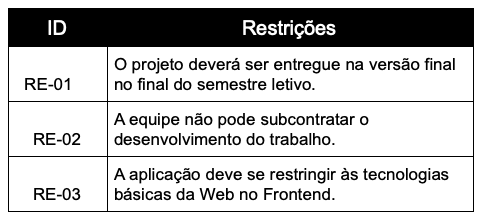 ID Restrições
RE-01 O projeto deverá ser entregue na versão final
no final do semestre letivo.
RE-02 A equipe não pode subcontratar o
desenvolvimento do trabalho.
RE-03 A aplicação deve se restringir às tecnologias
básicas da Web no Frontend.